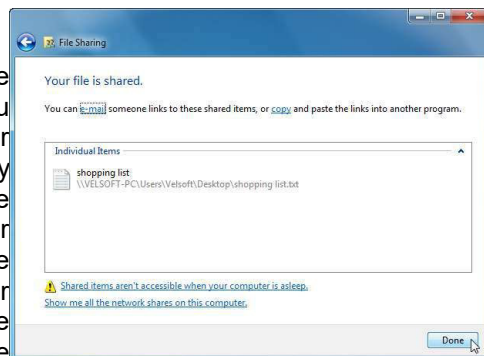 File Sharing
Your file is shared.
You can e-mail someone links to these shared items, or copy and paste the links into another program.
Individual Items
shopping list
\\VELSOFT-PC\Users\Velsoft\Desktop\shopping list.txt
Shared items aren't accessible when your computer is asleep.
Show me all the network shares on this computer.
Done